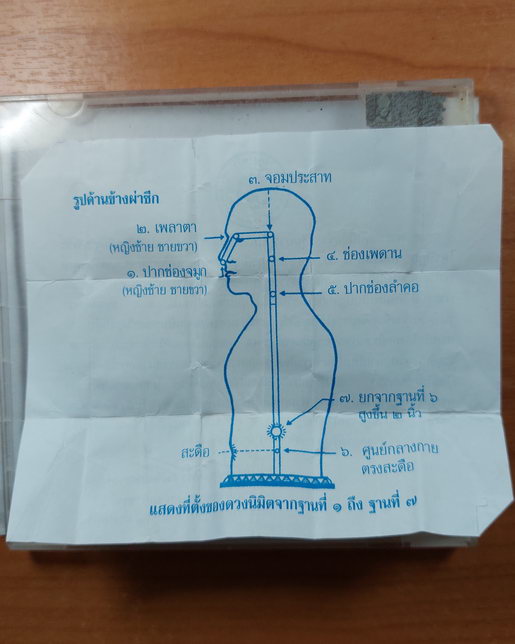 ๓. จอมประสาท
รูปด้านข้างผ่าซีก
๒. เพลาตา
(หญิงซ้าย ชายขวา)
๔. ช่องเพดาน
๑. ปากช่องจมูก
(หญิงซ้าย ชายขวา)
๕. ปากช่องลำคอ
๗. ยกจากฐานที่ ๖
สูงขึ้น ๒ นิ้ว
สะดือ
๖. ศูนย์กลางกาย
ตรงสะดือ
แสดงที่ตั้งของดวงนิมิตจากฐานที่ ๑ ถึง ฐานที่ ๗